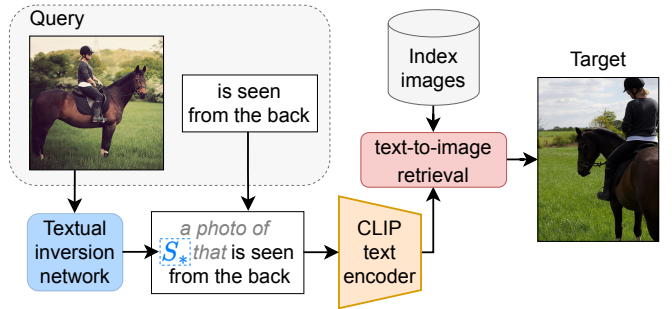 Query
is seen
from the back
Index
images
Target
text-to-image
retrieval
Textual
inversion
network
a photo of
S* that is seen
from the back
CLIP
text
encoder